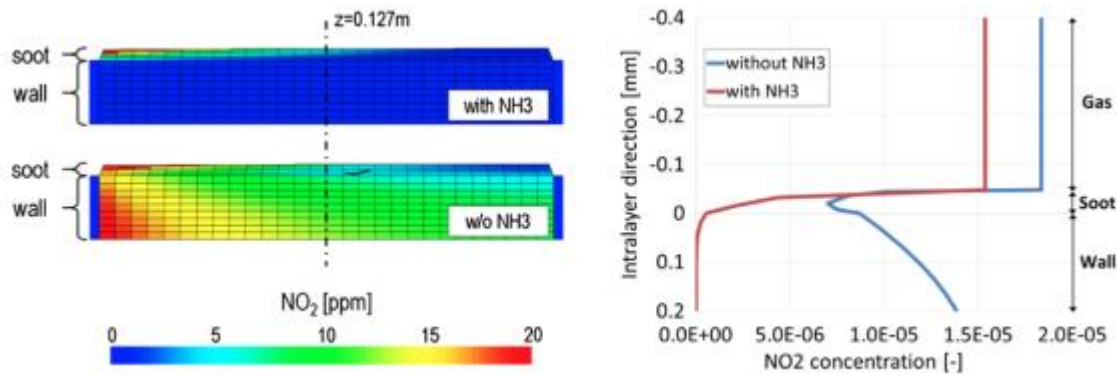 z=0.127m
soot
wall
with NH3
soot
wall
w/o NH3
NO2 [ppm]
0 5 10 15 20
-0.4
-0.3
-0.2
-0.1
0
0.1
0.2
Intralayer direction [mm]
without NH3
with NH3
Gas
Soot
Wall
0.0E+00 5.0E-06 1.0E-05 1.5E-05 2.0E-05
NO2 concentration [-]